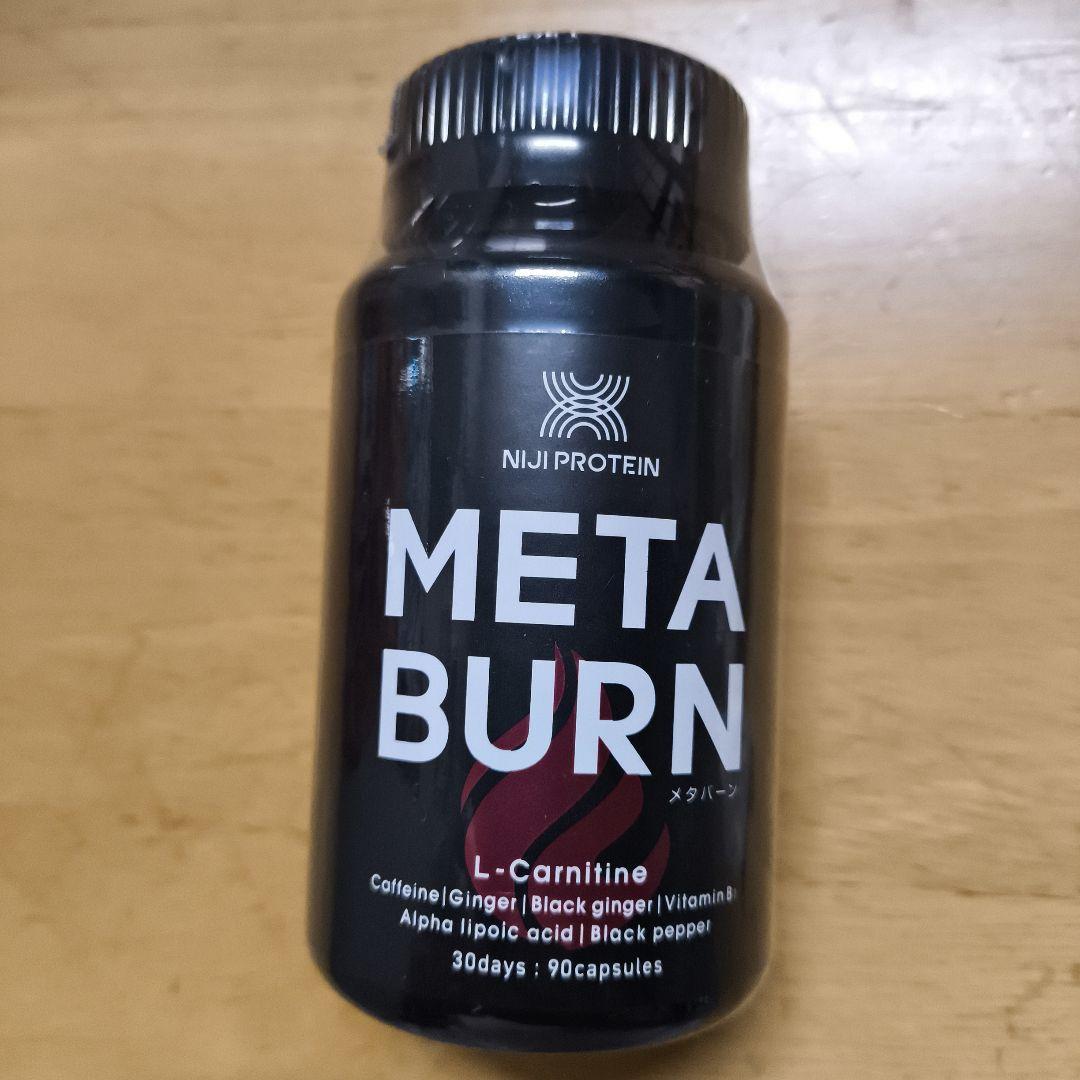 NIJI PROTEIN
META
BURN
メタバーン
L-Carnitine
Caffeine|Ginger|Black ginger|Vitamin B₁
Alpha lipoic acid|Black pepper
30days : 90capsules